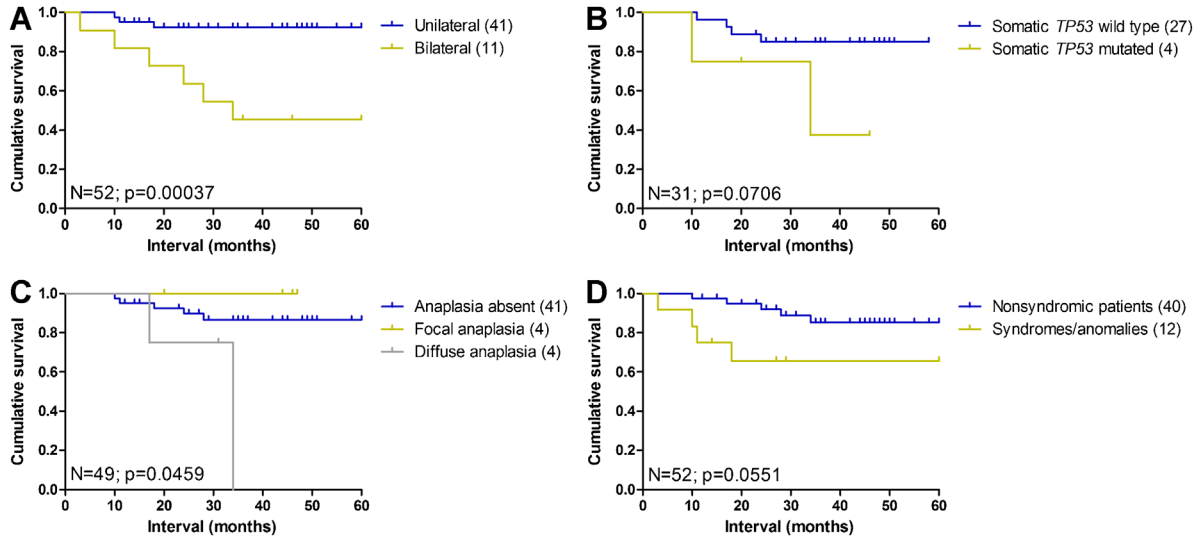 A
Cumulative survival
1.0
0.8
0.6
0.4
0.2
0.0
N=52; p=0.00037
0 10 20 30 40 50 60
Interval (months)
Unilateral (41)
Bilateral (11)
B
Cumulative survival
1.0
0.8
0.6
0.4
0.2
0.0
N=31; p=0.0706
0 10 20 30 40 50 60
Interval (months)
Somatic TP53 wild type (27)
Somatic TP53 mutated (4)
C
Cumulative survival
1.0
0.8
0.6
0.4
0.2
0.0
N=49; p=0.0459
0 10 20 30 40 50 60
Interval (months)
Anaplasia absent (41)
Focal anaplasia (4)
Diffuse anaplasia (4)
D
Cumulative survival
1.0
0.8
0.6
0.4
0.2
0.0
N=52; p=0.0551
0 10 20 30 40 50 60
Interval (months)
Nonsyndromic patients (40)
Syndromes/anomalies (12)